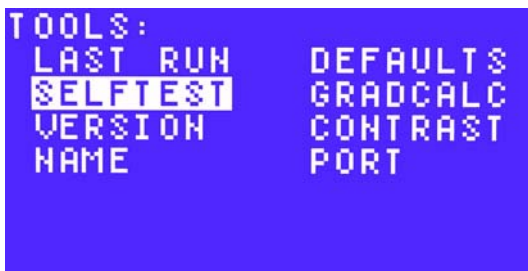 TOOLS:
LAST RUN DEFAULTS
SELFTEST GRADCALC
VERSION CONTRAST
NAME PORT